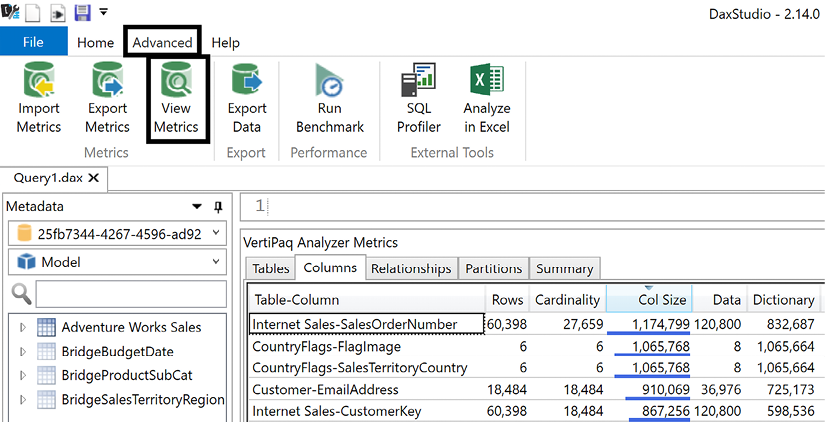 DaxStudio - 2.14.0
File Home Advanced Help
Import Metrics
Export Metrics
View Metrics
Export Data
Run Benchmark
SQL Profiler
Analyze in Excel
Metrics Export Performance External Tools
Query1.dax
Metadata
25fb7344-4267-4596-ad92
Model
Adventure Works Sales
BridgeBudgetDate
BridgeProductSubCat
BridgeSalesTerritoryRegion
1
VertiPaq Analyzer Metrics
Tables Columns Relationships Partitions Summary
Table-Column Rows Cardinality Col Size Data Dictionary
Internet Sales-SalesOrderNumber 60,398 27,659 1,174,799 120,800 832,687
CountryFlags-FlagImage 6 6 1,065,768 8 1,065,664
CountryFlags-SalesTerritoryCountry 6 6 1,065,768 8 1,065,664
Customer-EmailAddress 18,484 18,484 910,069 36,976 725,173
Internet Sales-CustomerKey 60,398 18,484 867,256 120,800 598,536